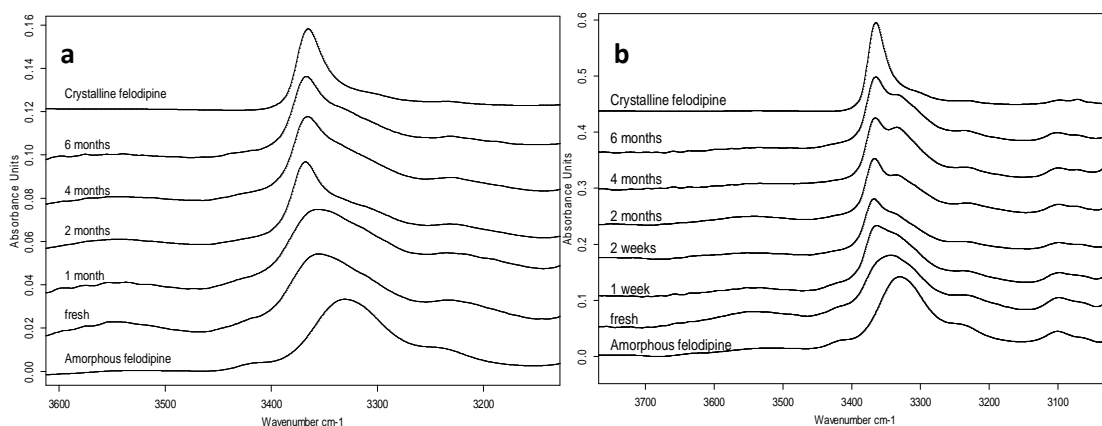 a
Absorbance Units
0.16
0.14
0.12
0.10
0.08
0.06
0.04
0.02
0.00
Crystalline felodipine
6 months
4 months
2 months
1 month
fresh
Amorphous felodipine
3600 3500 3400 3300 3200
Wavenumber cm-1
b
Absorbance Units
0.6
0.5
0.4
0.3
0.2
0.1
0.0
Crystalline felodipine
6 months
4 months
2 months
2 weeks
1 week
fresh
Amorphous felodipine
3700 3600 3500 3400 3300 3200 3100
Wavenumber cm-1